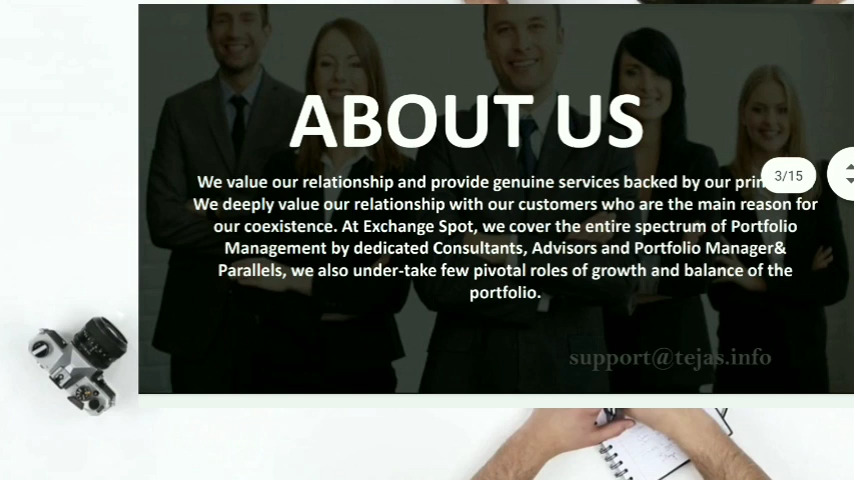 ABOUT US
We value our relationship and provide genuine services backed by our
3/15
We deeply value our relationship with our customers who are the main reason for
our coexistence. At Exchange Spot, we cover the entire spectrum of Portfolio
Management by dedicated Consultants, Advisors and Portfolio Manager&
Parallels, we also under-take few pivotal roles of growth and balance of the
portfolio.
support@tejas.info